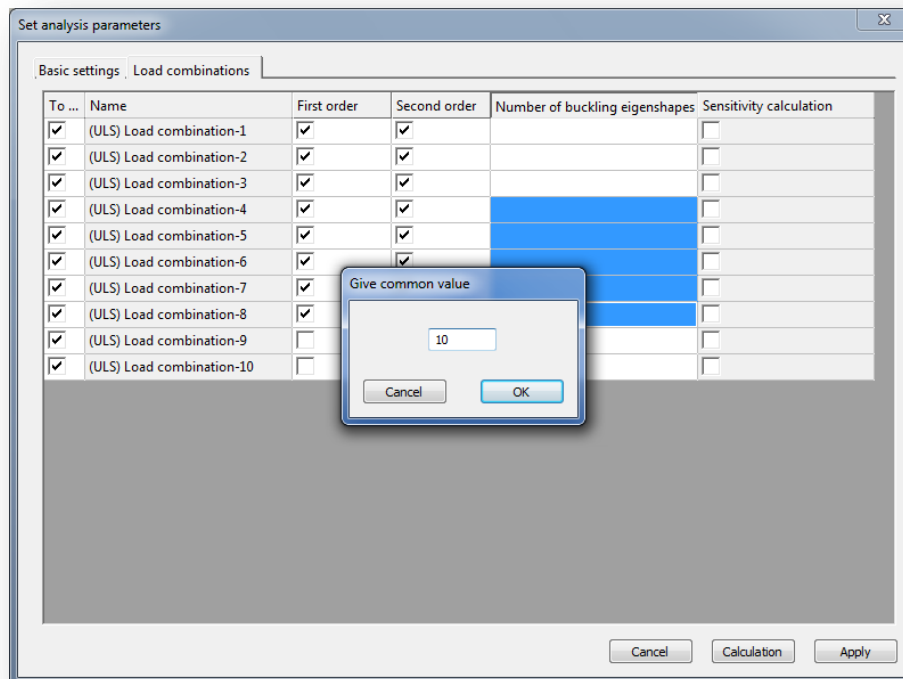 Set analysis parameters
Basic settings Load combinations
To ... Name First order Second order Number of buckling eigenshapes Sensitivity calculation
(ULS) Load combination-1
(ULS) Load combination-2
(ULS) Load combination-3
(ULS) Load combination-4
(ULS) Load combination-5
(ULS) Load combination-6
(ULS) Load combination-7
(ULS) Load combination-8
(ULS) Load combination-9
(ULS) Load combination-10
Give common value
10
Cancel OK
Cancel Calculation Apply